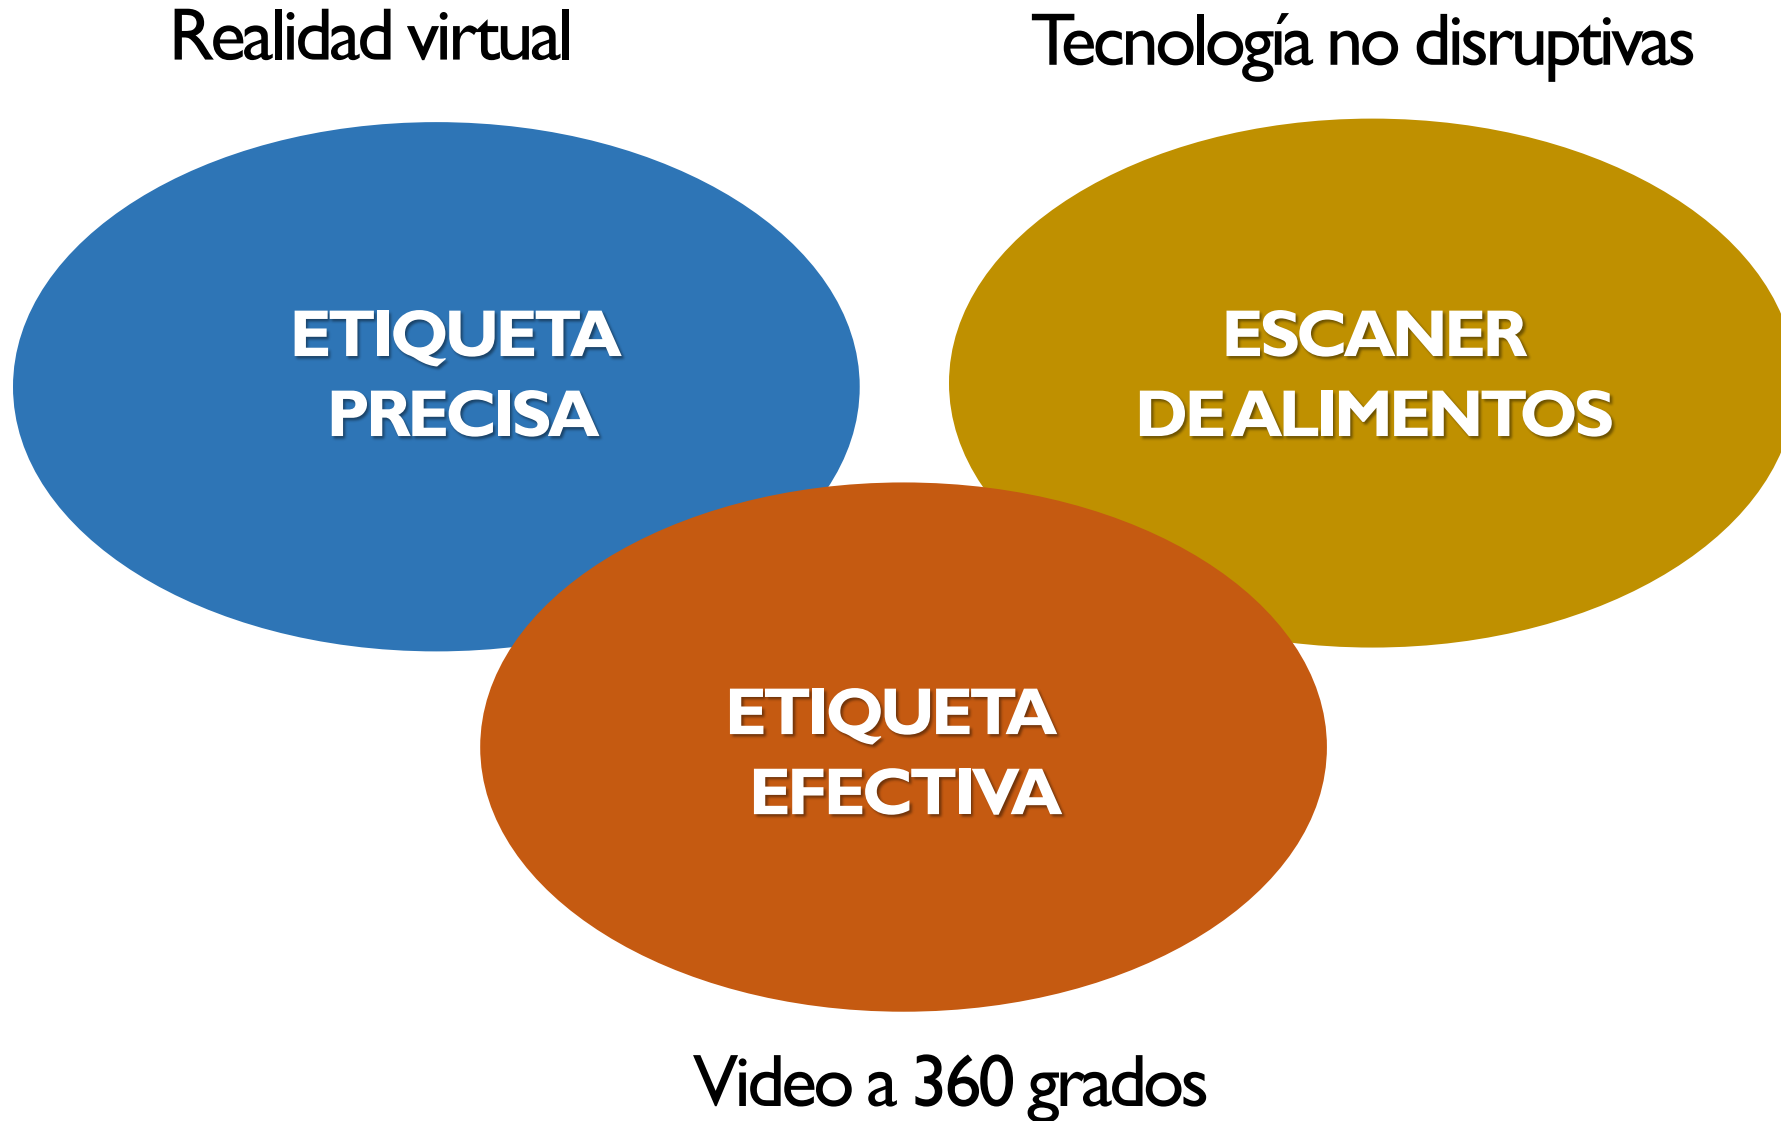 Realidad virtual
Tecnología no disruptivas
ETIQUETA
PRECISA
ESCANER
DE ALIMENTOS
ETIQUETA
EFECTIVA
Video a 360 grados